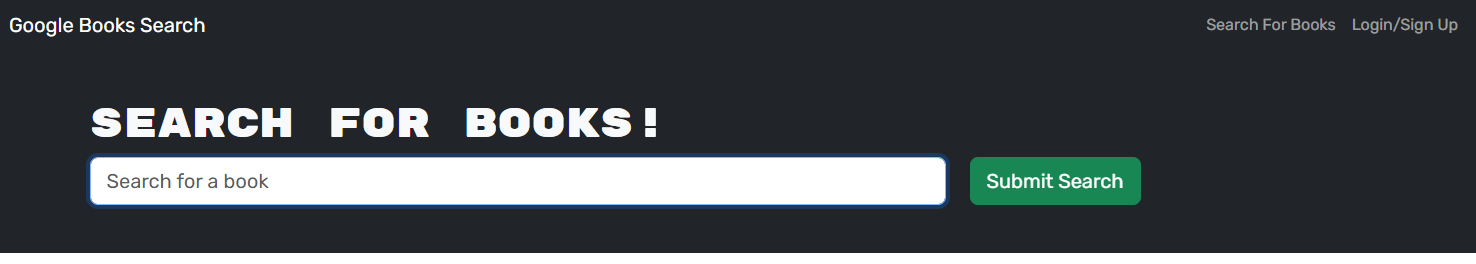 Google Books Search
Search For Books
Login/Sign Up
SEARCH FOR BOOKS!
Search for a book
Submit Search